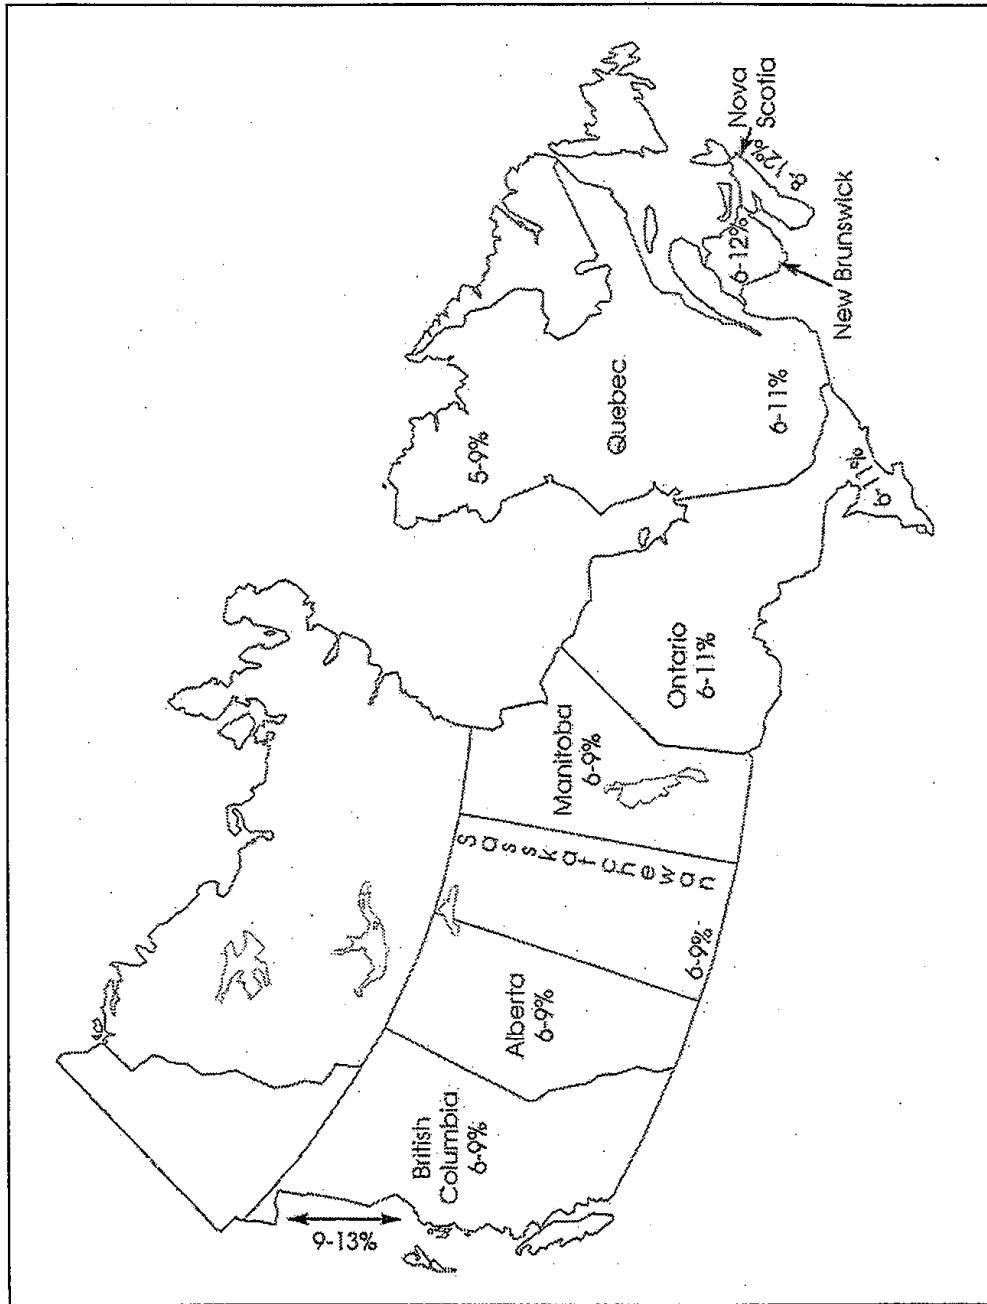 9-13%
British
Columbia
6-9%
Alberta
6-9%
S
a
s
s
k
a
t
c
h
e
w
a
n
6-9%
Manitoba
6-9%
Ontario
6-11%
6-11%
5-9%
Quebec
6-11%
6-12%
New Brunswick
8-12%
Nova
Scotia